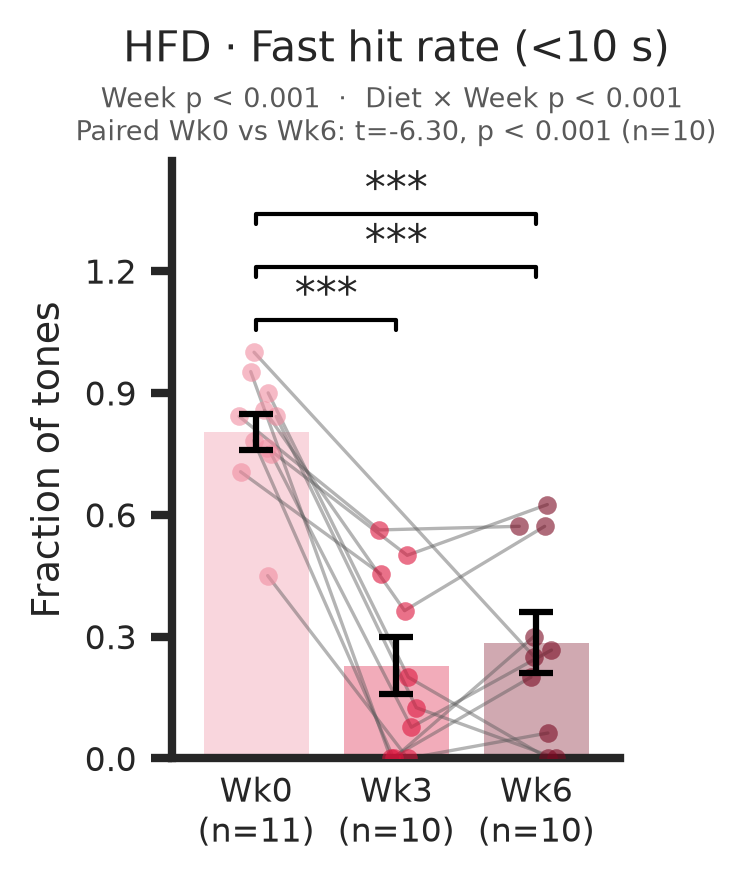 HFD · Fast hit rate (<10 s)
Week p < 0.001 · Diet × Week p < 0.001
Paired Wk0 vs Wk6: t=-6.30, p < 0.001 (n=10)
***
***
***
1.2
0.9
0.6
0.3
0.0
Fraction of tones
Wk0 Wk3 Wk6
(n=11) (n=10) (n=10)